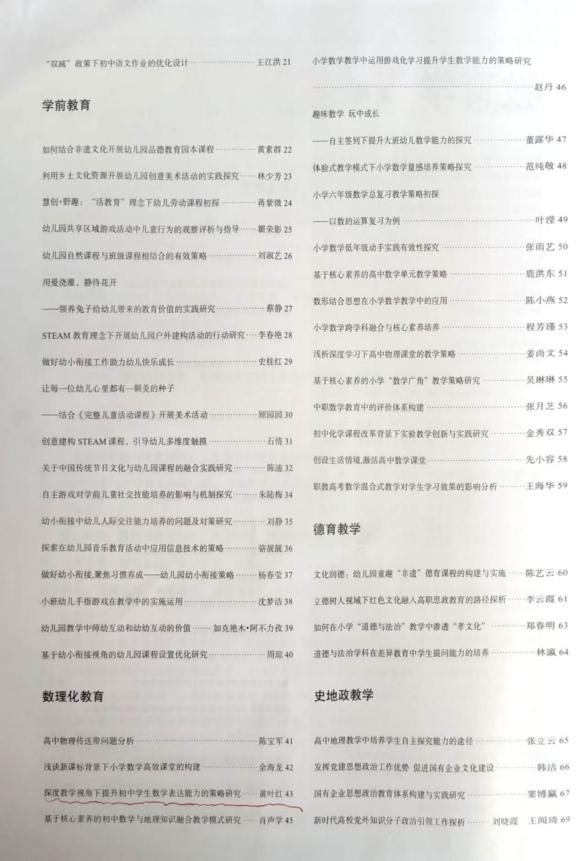 “双减”政策下初中语文作业的优化设计 王江洪 21
学前教育
如何结合非遗文化开展幼儿园品德教育园本课程 黄素群 22
利用乡土文化资源开展幼儿园创意美术活动的实践探究 林少芳 23
慧创+野趣：“活教育”理念下幼儿劳动课程初探 蒋紫微 24
幼儿园共享区域游戏活动中儿童行为的观察评析与指导 瞿荣影 25
幼儿园自然课程与班级课程相结合的有效策略 刘淑艺 26
用爱浇灌，静待花开
——领养兔子给幼儿带来的教育价值的实践研究 蔡静 27
STEAM 教育理念下开展幼儿园户外建构活动的行动研究 李春艳 28
做好幼小衔接工作助力幼儿快乐成长 史桂红 29
让每一位幼儿心里都有一颗美的种子
——结合《完整儿童活动课程》开展美术活动 顾园园 30
创意建构 STEAM 课程，引导幼儿多维度触摸 石倩 31
关于中国传统节日文化与幼儿园课程的融合实践研究 陈迪 32
自主游戏对学前儿童社交技能培养的影响与机制探究 朱陆梅 34
幼小衔接中幼儿人际交往能力培养的问题及对策研究 刘静 35
探索在幼儿园音乐教育活动中应用信息技术的策略 骆靓靓 36
做好幼小衔接,聚焦习惯养成——幼儿园幼小衔接策略 杨春莹 37
小班幼儿手指游戏在教学中的实施运用 沈梦洁 38
幼儿园教学中师幼互动和幼幼互动的价值 如克艳木·阿不力孜 39
基于幼小衔接视角的幼儿园课程设置优化研究 周琼 40
数理化教育
高中物理传送带问题分析 陈宝军 41
浅谈新课标背景下小学数学高效课堂的构建 余海龙 42
深度教学视角下提升初中学生数学表达能力的策略研究 黄叶红 43
基于核心素养的初中数学与地理知识融合教学模式研究 肖声学 45
小学数学教学中运用游戏化学习提升学生数学能力的策略研究
赵丹 46
趣味数学 玩中成长
——自主签到下提升大班幼儿数学能力的探究 董露华 47
体验式教学模式下小学数学量感培养策略探究 范纯敬 48
小学六年级数学总复习教学策略初探
——以数的运算复习为例 叶滢 49
小学数学低年级动手实践有效性探究 张雨艺 50
基于核心素养的高中数学单元教学策略 鹿洪东 51
数形结合思想在小学数学教学中的应用 陈小燕 52
小学数学跨学科融合与核心素养培养 程芳瑾 53
浅析深度学习下高中物理课堂的教学策略 姜尚文 54
基于核心素养的小学“数学广角”教学策略研究 吴琳琳 55
中职数学教育中的评价体系构建 张月芝 56
初中化学课程改革背景下实验教学创新与实践研究 金秀双 57
创设生活情境,激活高中数学课堂 先小容 58
职教高考数学混合式教学对学生学习效果的影响分析 王海华 59
德育教学
文化润德：幼儿园童趣“非遗”德育课程的构建与实施 陈艺云 60
立德树人视域下红色文化融入高职思政教育的路径探析 李云霞 61
如何在小学“道德与法治”教学中渗透“孝文化” 郑春明 63
道德与法治学科在差异教育中学生提问能力的培养 林瀛 64
史地政教学
高中地理教学中培养学生自主探究能力的途径 张立云 65
发挥党建思想政治工作优势 促进国有企业文化建设 韩洁 66
国有企业思想政治教育体系构建与实践研究 窦博赢 67
新时代高校党外知识分子政治引领工作探析 刘晓霞 王闻琦 69